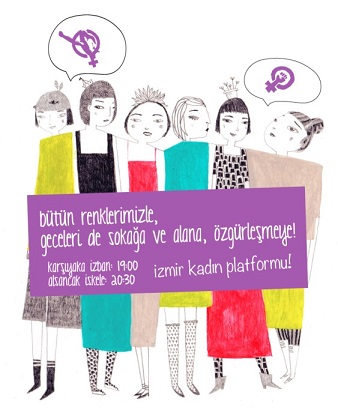 bütün renklerimizle,
geceleri de sokağa ve alana, özgürleşmeye!
karşıyaka izban: 19:00
alsancak iskele: 20:30
izmir kadın platformu!